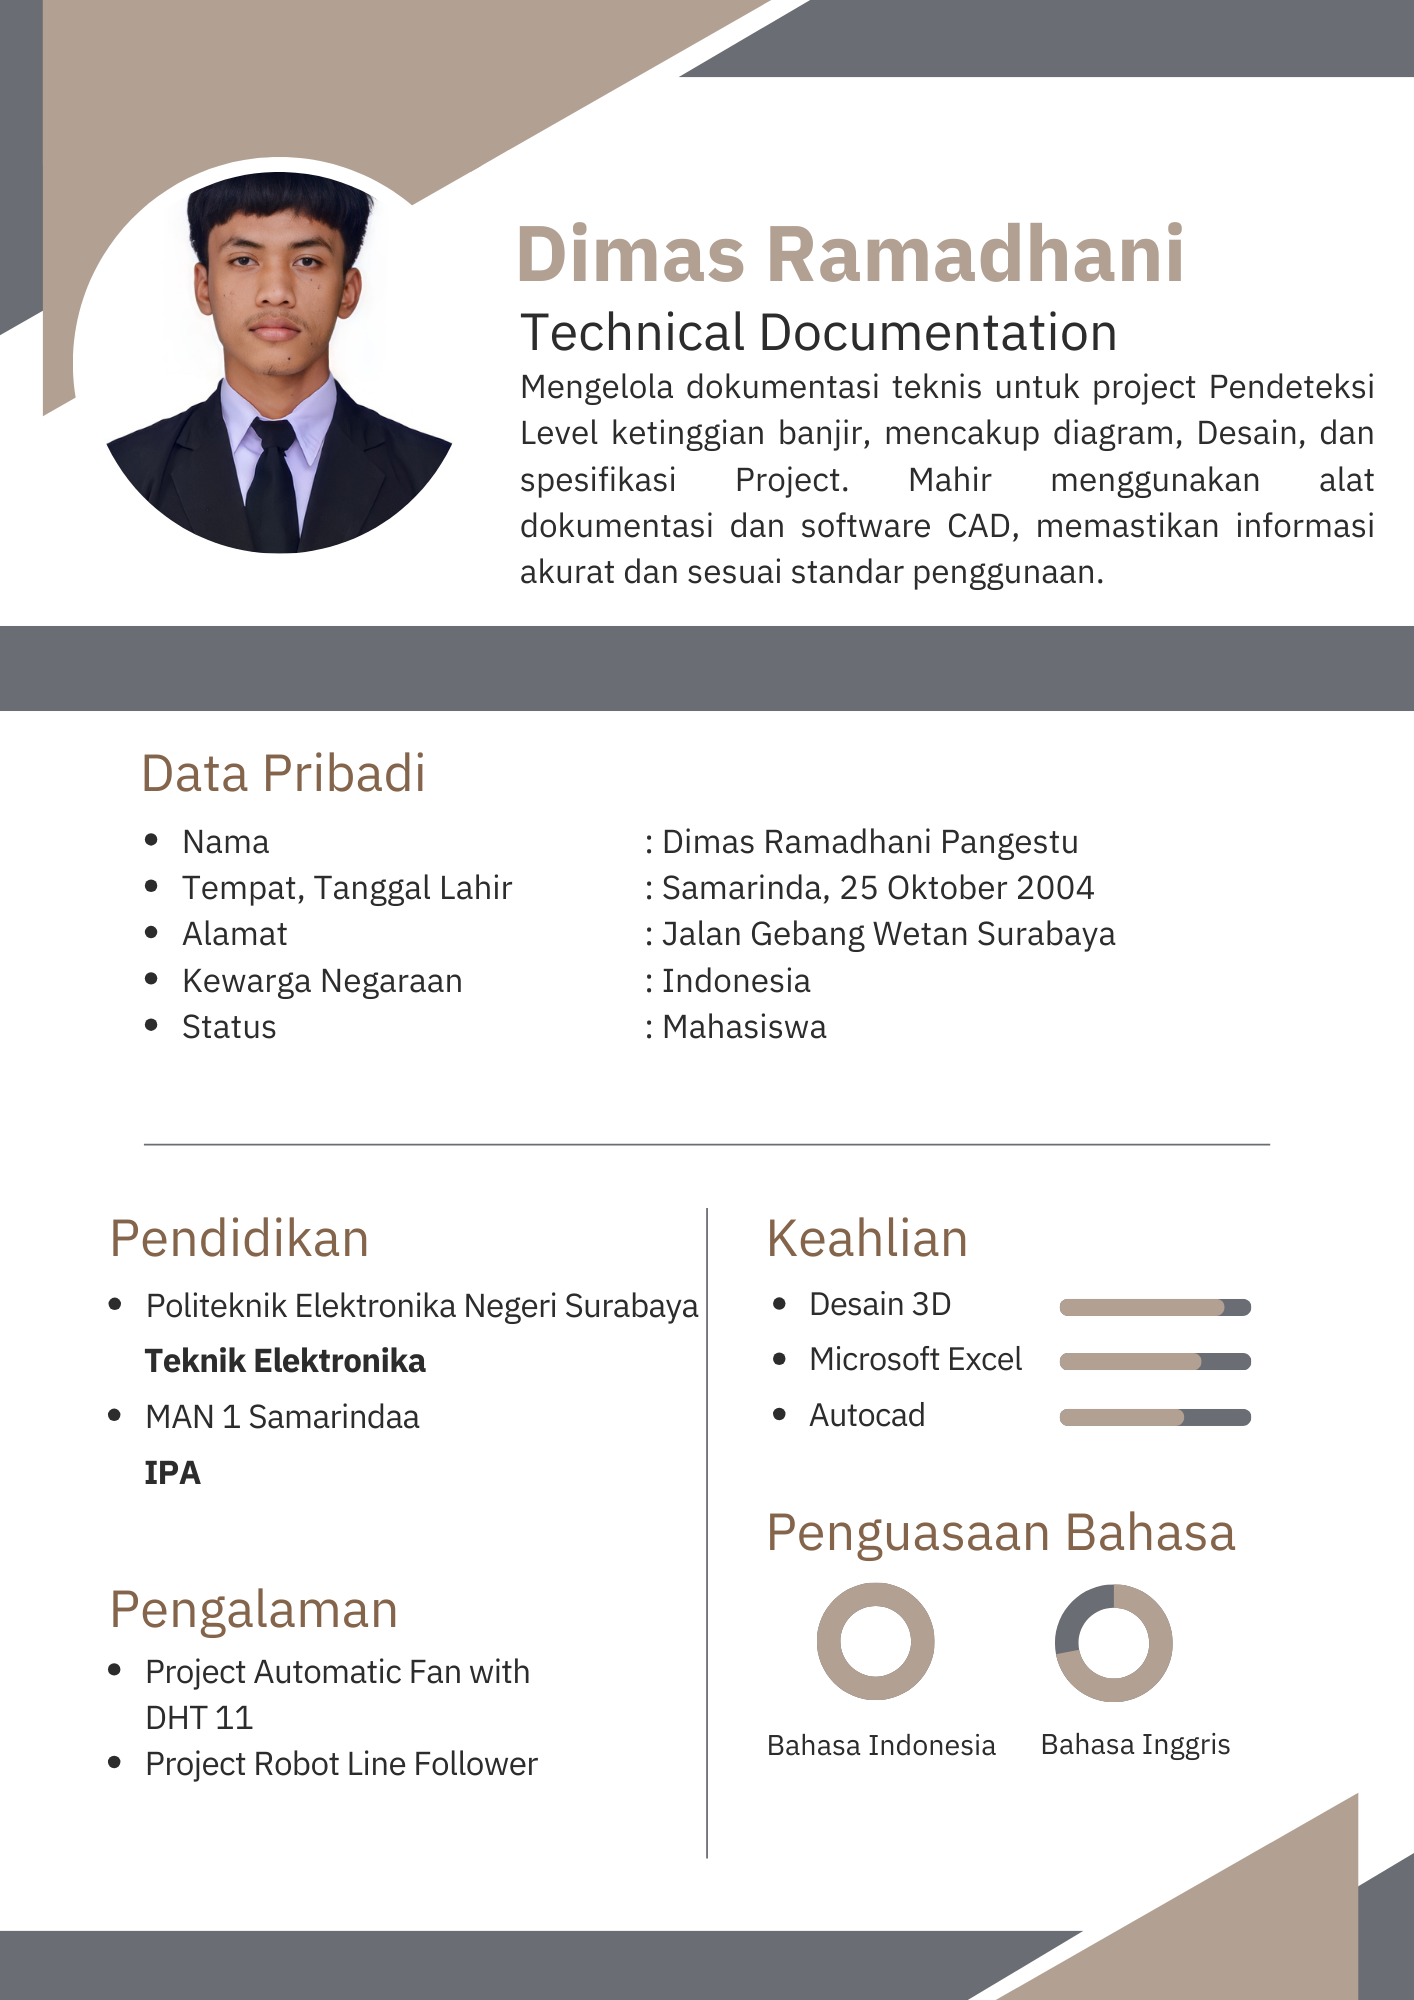 Dimas Ramadhani
Technical Documentation
Mengelola dokumentasi teknis untuk project Pendeteksi
Level ketinggian banjir, mencakup diagram, Desain, dan
spesifikasi Project. Mahir menggunakan alat
dokumentasi dan software CAD, memastikan informasi
akurat dan sesuai standar penggunaan.
Data Pribadi
• Nama : Dimas Ramadhani Pangestu
• Tempat, Tanggal Lahir : Samarinda, 25 Oktober 2004
• Alamat : Jalan Gebang Wetan Surabaya
• Kewarga Negaraan : Indonesia
• Status : Mahasiswa
Pendidikan
• Politeknik Elektronika Negeri Surabaya
Teknik Elektronika
• MAN 1 Samarindaa
IPA
Pengalaman
• Project Automatic Fan with
DHT 11
• Project Robot Line Follower
Keahlian
• Desain 3D
• Microsoft Excel
• Autocad
Penguasaan Bahasa
Bahasa Indonesia
Bahasa Inggris